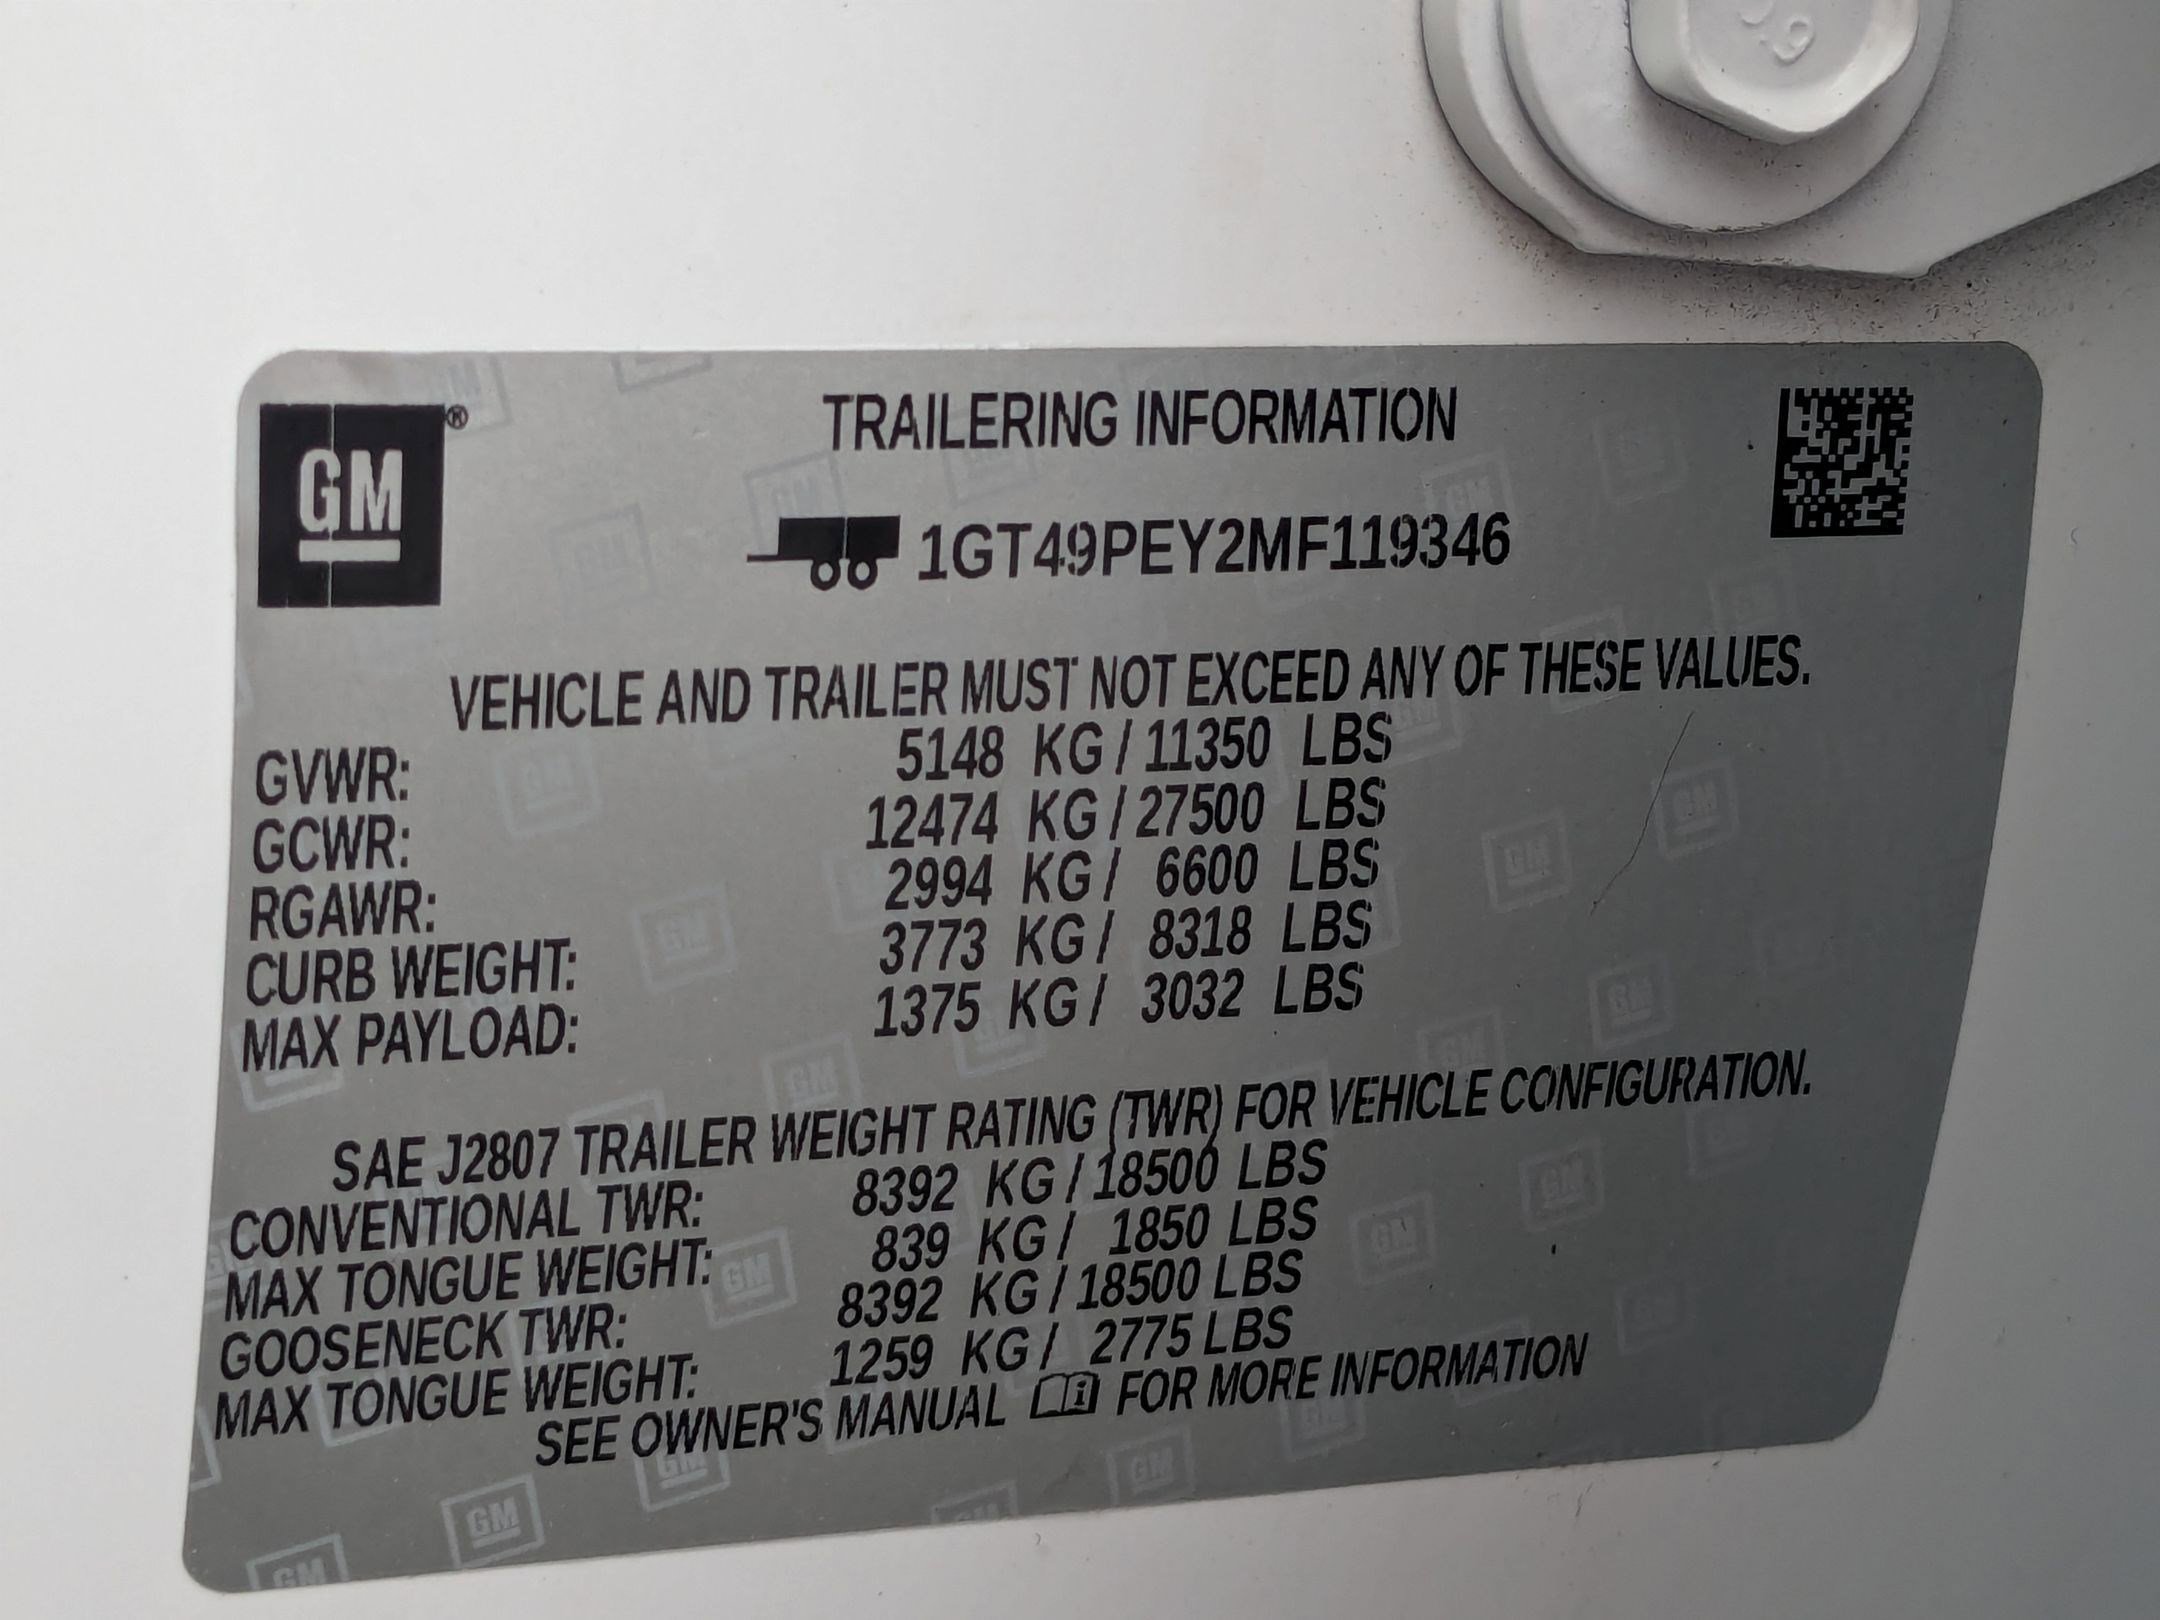 GM®
TRAILERING INFORMATION
1GT49PEY2MF119346
VEHICLE AND TRAILER MUST NOT EXCEED ANY OF THESE VALUES.
GVWR: 5148 KG / 11350 LBS
GCWR: 12474 KG / 27500 LBS
RGAWR: 2994 KG / 6600 LBS
CURB WEIGHT: 3773 KG / 8318 LBS
MAX PAYLOAD: 1375 KG / 3032 LBS
SAE J2807 TRAILER WEIGHT RATING (TWR) FOR VEHICLE CONFIGURATION.
CONVENTIONAL TWR: 8392 KG / 18500 LBS
MAX TONGUE WEIGHT: 839 KG / 1850 LBS
GOOSENECK TWR: 8392 KG / 18500 LBS
MAX TONGUE WEIGHT: 1259 KG / 2775 LBS
SEE OWNER'S MANUAL FOR MORE INFORMATION